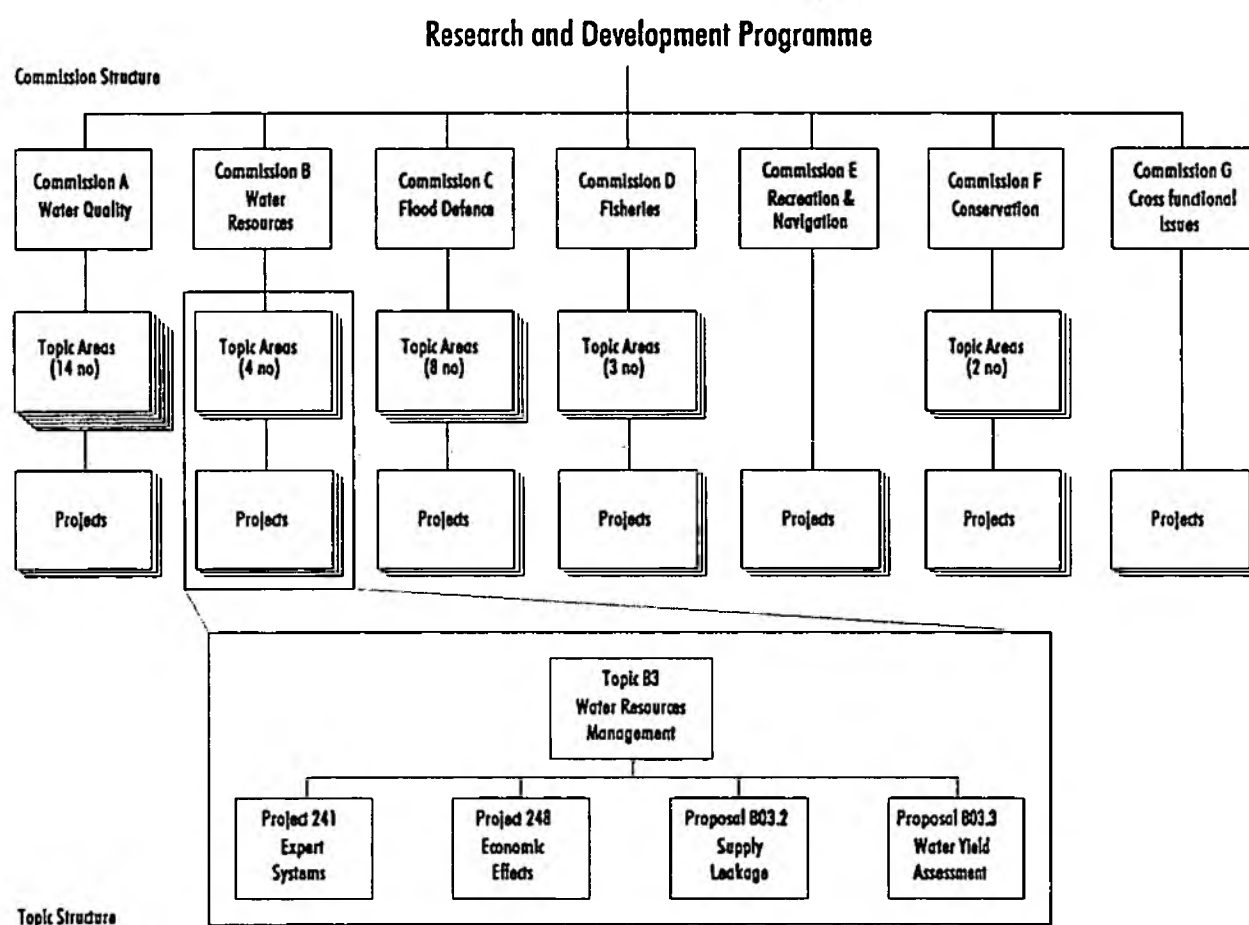 Research and Development Programme
Commission Structure
Commission A
Water Quality
Commission B
Water
Resources
Commission C
Flood Defence
Commission D
Fisheries
Commission E
Recreation &
Navigation
Commission F
Conservation
Commission G
Cross functional
Issues
Topic Areas
(14 no)
Topic Areas
(4 no)
Topic Areas
(8 no)
Topic Areas
(3 no)
Topic Areas
(2 no)
Projects
Projects
Projects
Projects
Projects
Projects
Projects
Topic B3
Water Resources
Management
Project 241
Expert
Systems
Project 248
Economic
Effects
Proposal B03.2
Supply
Leakage
Proposal B03.3
Water Yield
Assessment
Topic Structure